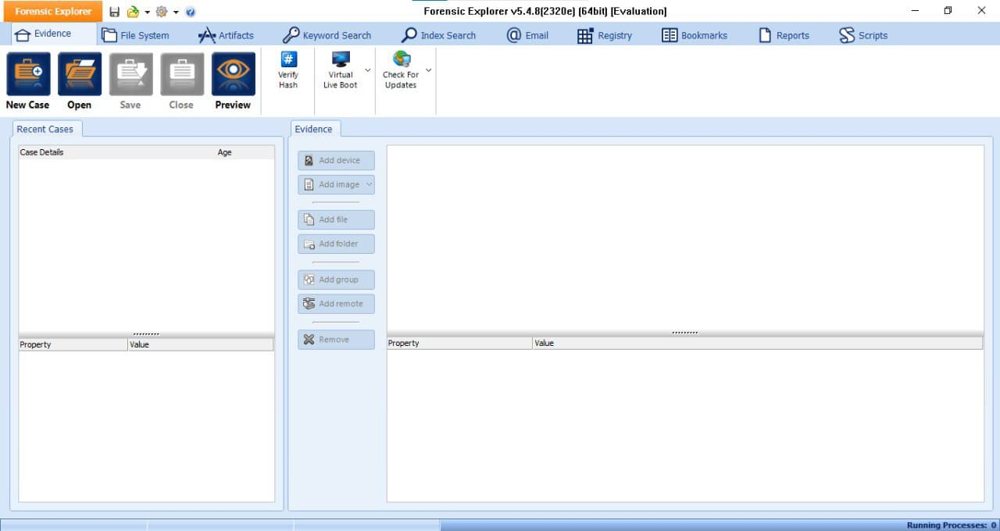 Forensic Explorer
Forensic Explorer v5.4.8(2320e) (64bit) [Evaluation]
Evidence
File System
Artifacts
Keyword Search
Index Search
Email
Registry
Bookmarks
Reports
Scripts
New Case
Open
Save
Close
Preview
Verify
Hash
Virtual
Live Boot
Check For
Updates
Recent Cases
Case Details
Age
Property
Value
Evidence
Add device
Add image
Add file
Add folder
Add group
Add remote
Remove
Property
Value
Running Processes: 0